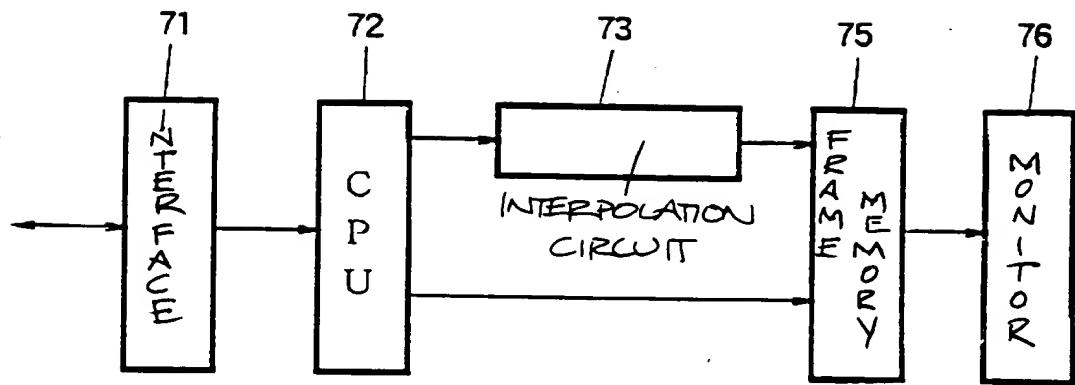 71
72
73
75
76
INTERFACE
CPU
INTERPOLATION
CIRCUIT
FRAME
MEMORY
MONITOR